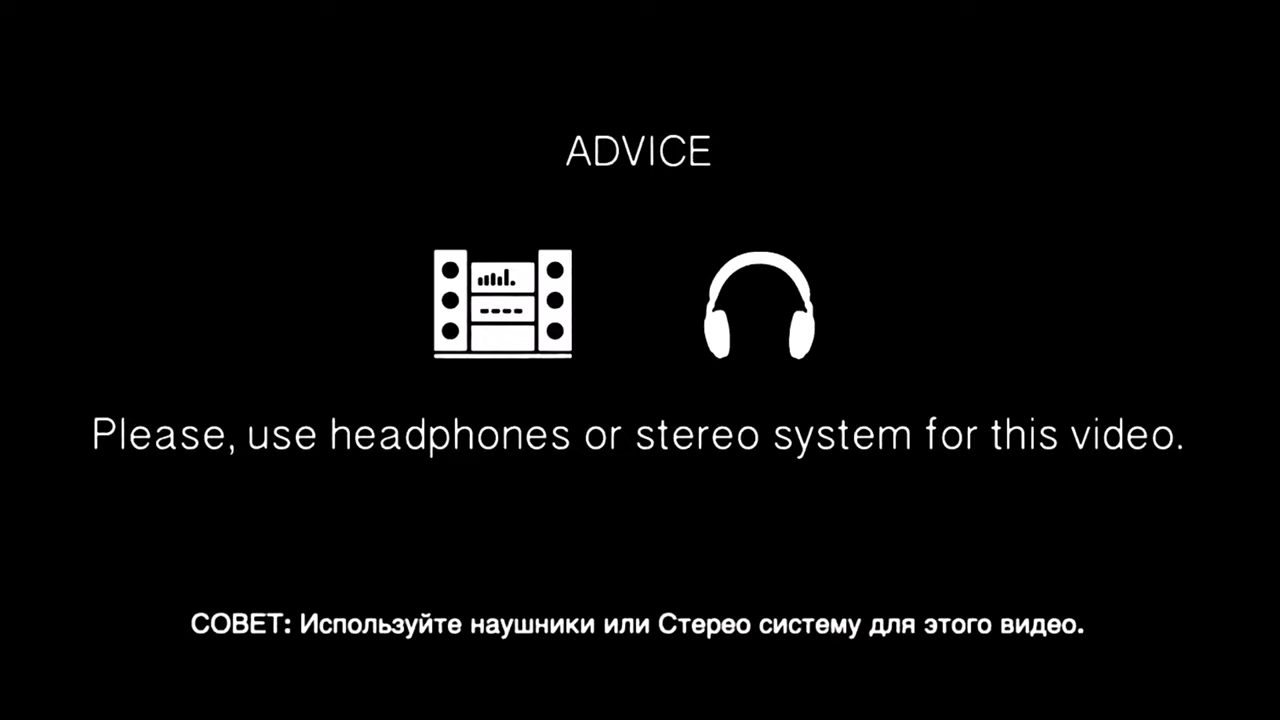 ADVICE
Please, use headphones or stereo system for this video.
СОВЕТ: Используйте наушники или Стерео систему для этого видео.